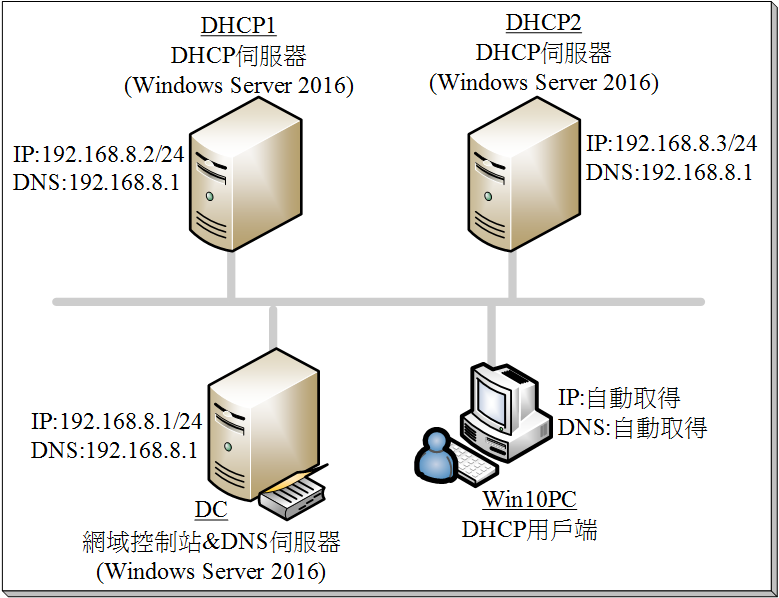 DHCP1
DHCP伺服器
(Windows Server 2016)
IP:192.168.8.2/24
DNS:192.168.8.1
DHCP2
DHCP伺服器
(Windows Server 2016)
IP:192.168.8.3/24
DNS:192.168.8.1
IP:192.168.8.1/24
DNS:192.168.8.1
DC
網域控制站&DNS伺服器
(Windows Server 2016)
IP:自動取得
DNS:自動取得
Win10PC
DHCP用戶端